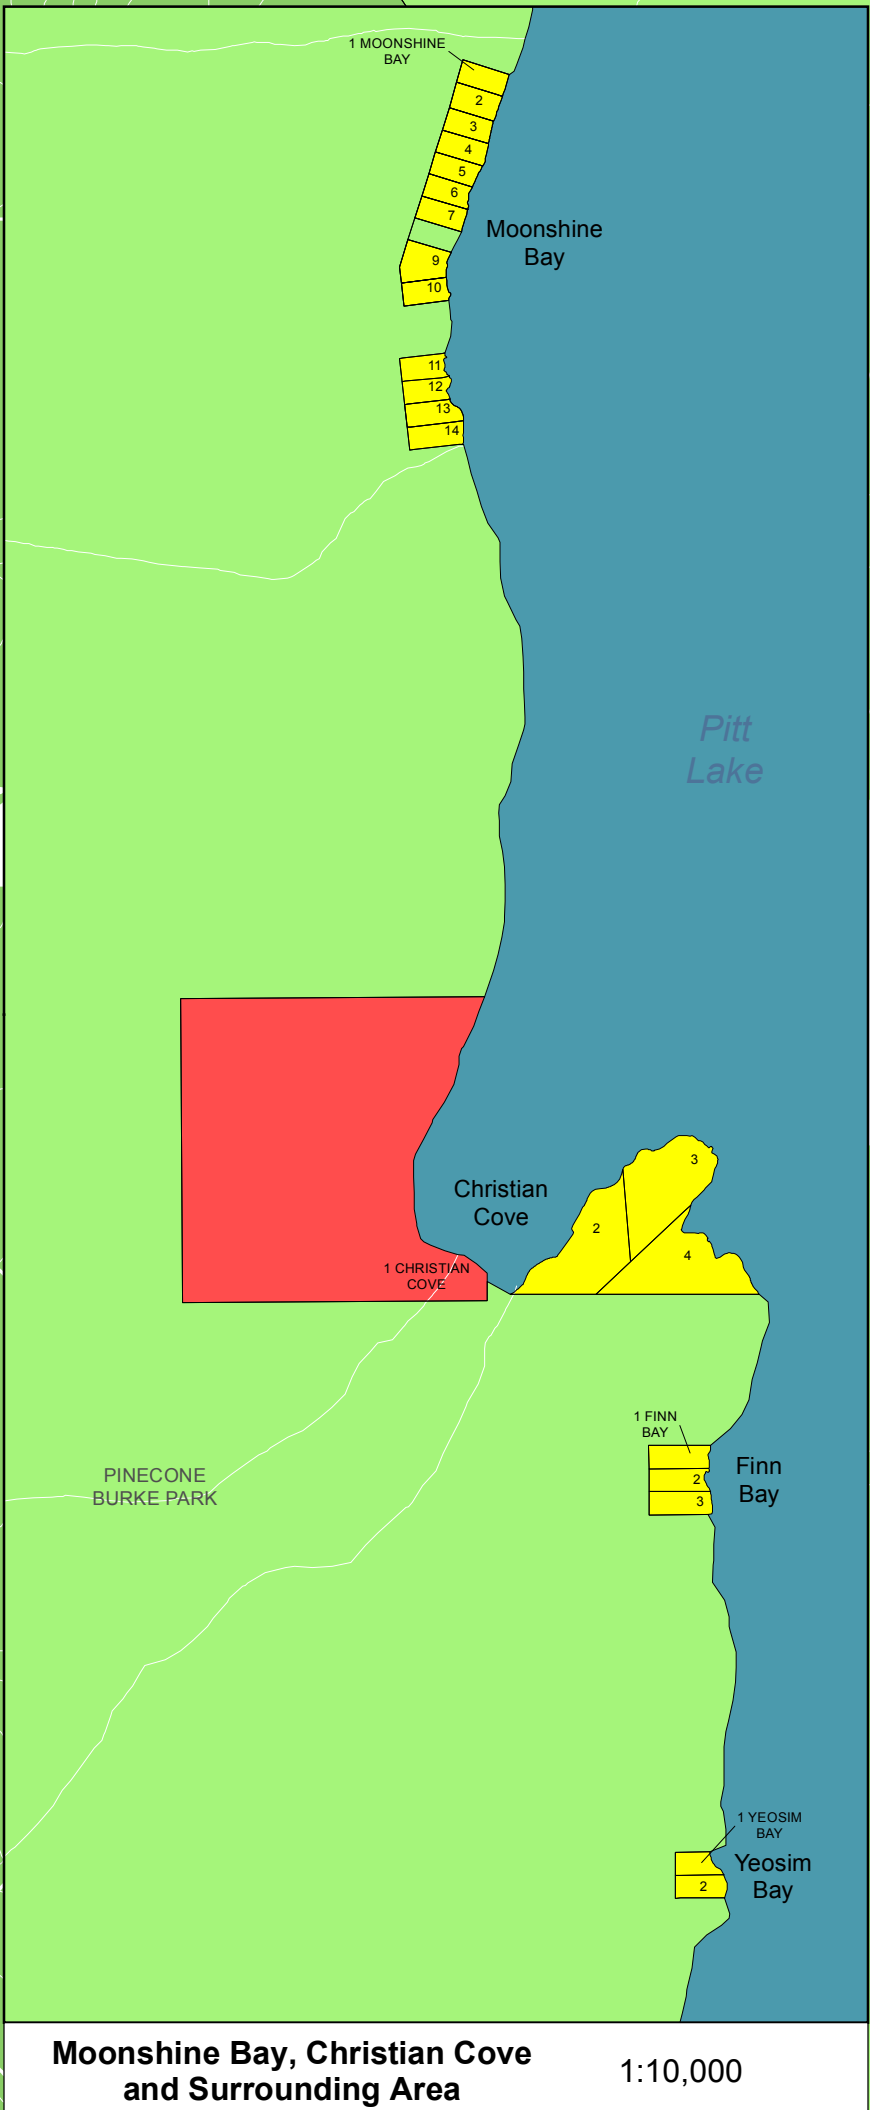 1 MOONSHINE
BAY
2
3
4
5
6
7
Moonshine
Bay
9
10
11
12
13
14
Pitt
Lake
3
Christian
Cove
2
4
1 CHRISTIAN
COVE
1 FINN
BAY
Finn
Bay
2
3
PINECONE
BURKE PARK
1 YEOSIM
BAY
Yeosim
Bay
2
Moonshine Bay, Christian Cove
and Surrounding Area
1:10,000